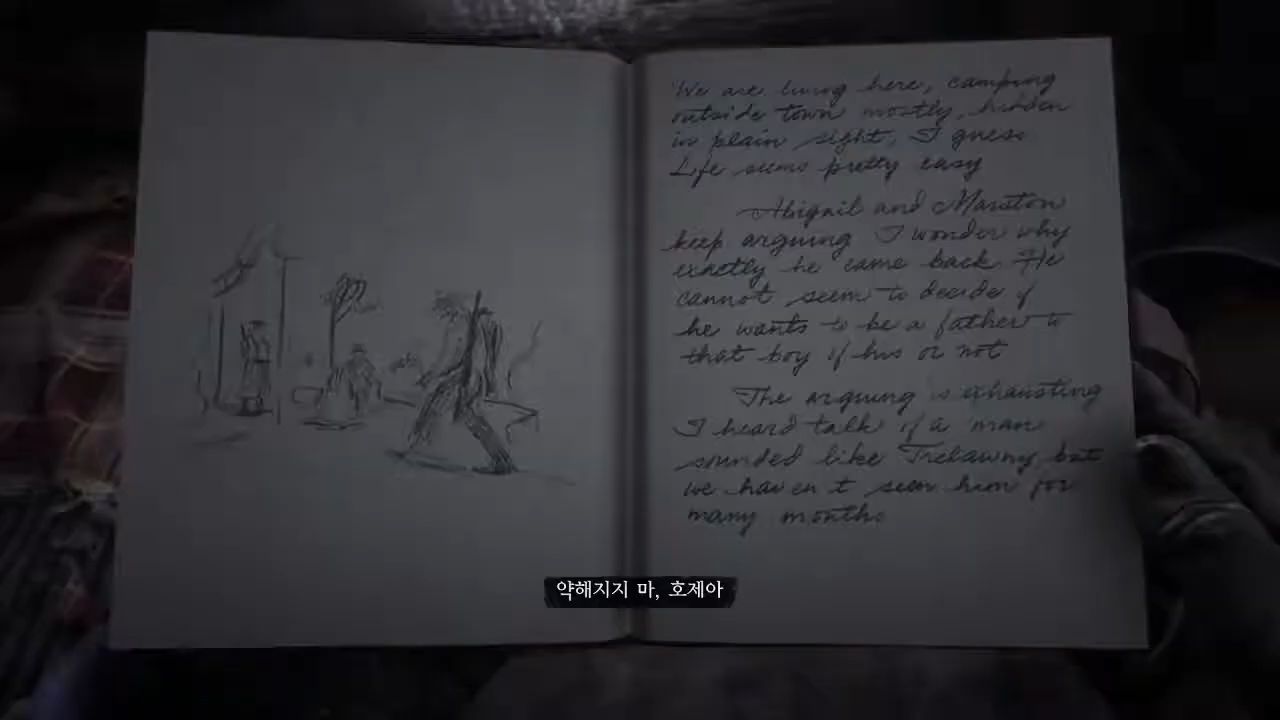 We are living here, camping
outside town mostly, hidden
in plain sight, I guess
Life seems pretty easy
Abigail and Marston
keep arguing I wonder why
exactly he came back He
cannot seem to decide if
he wants to be a father to
that boy if his or not
The arguing is exhausting
I heard talk of a man
sounded like Trelawny, but
we haven't seen him for
many months
약해지지 마, 호제아